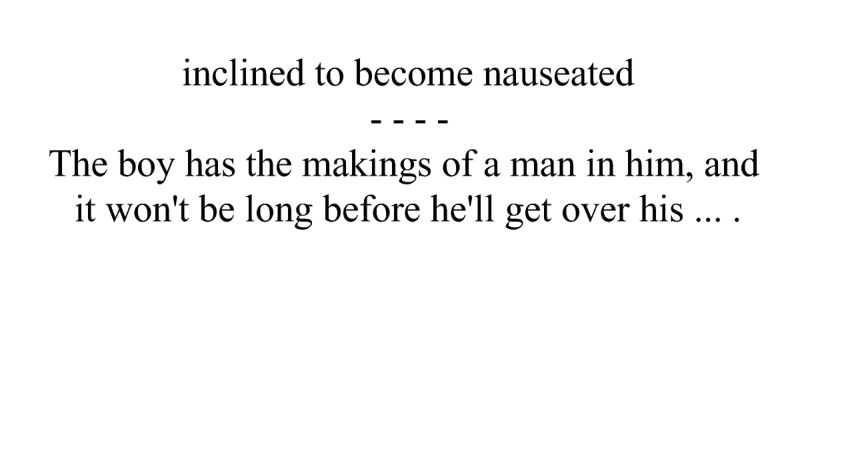 inclined to become nauseated
- - - -
The boy has the makings of a man in him, and
it won't be long before he'll get over his ... .